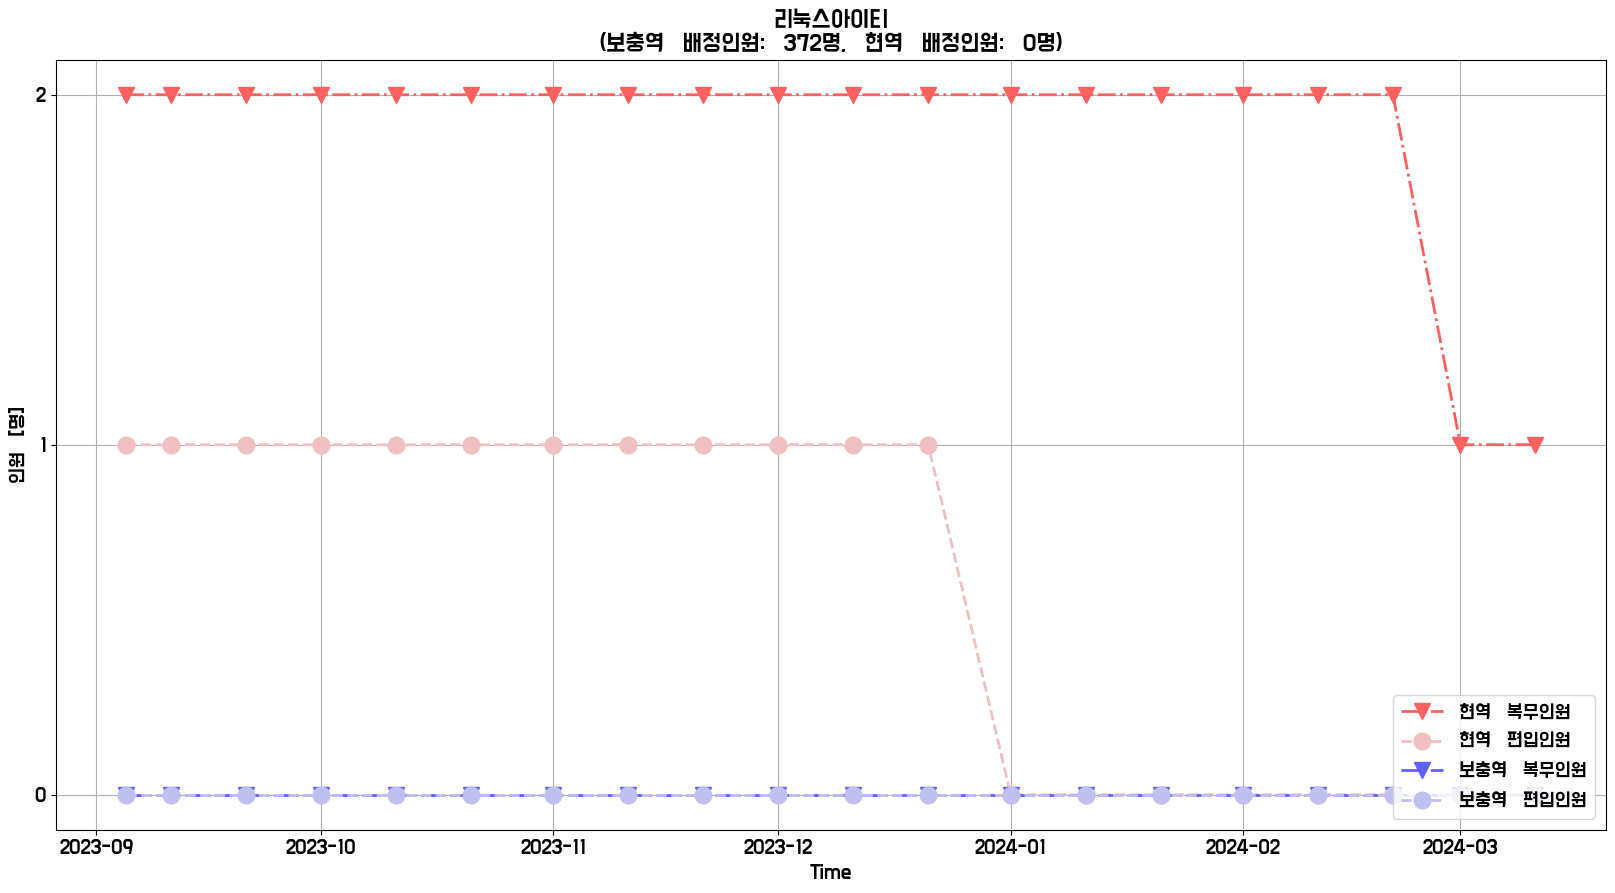 리눅스아이티
(보충역 배정인원: 372명, 현역 배정인원: 0명)
인원 [명]
2
1
0
현역 복무인원
현역 편입인원
보충역 복무인원
보충역 편입인원
2023-09 2023-10 2023-11 2023-12 2024-01 2024-02 2024-03
Time